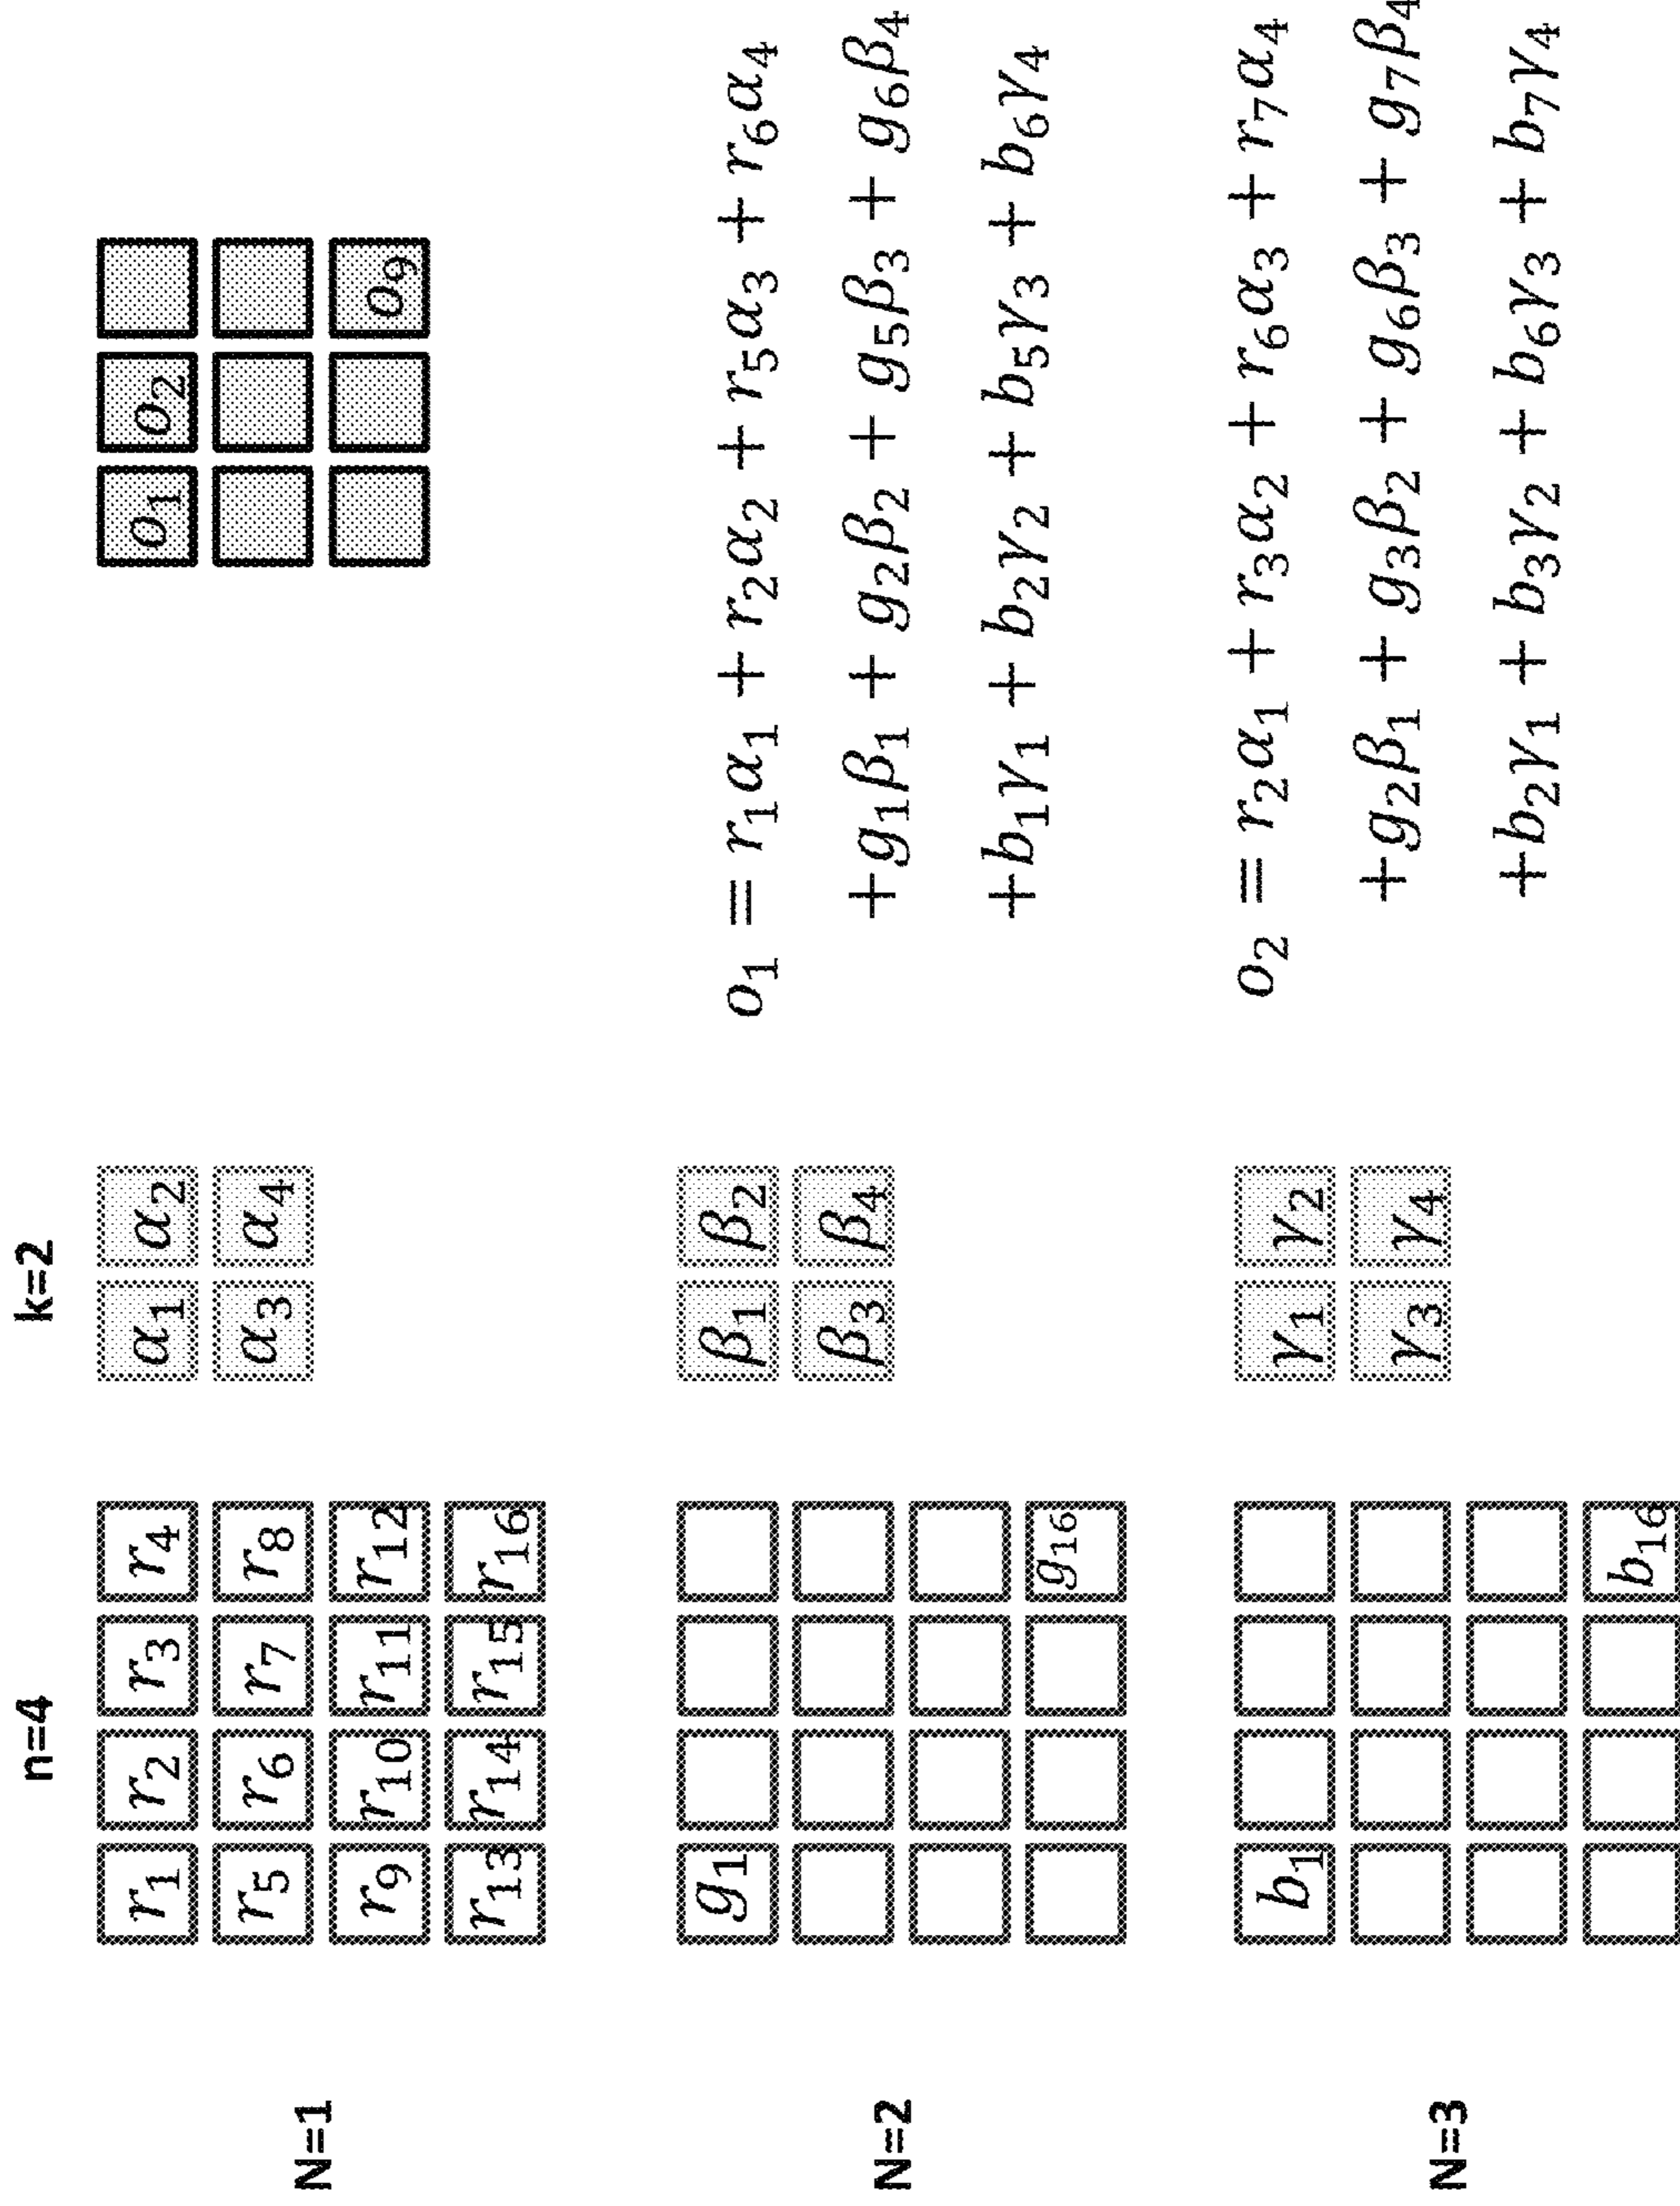 n=4 k=2
N=1
r₁ r₂ r₃ r₄
r₅ r₆ r₇ r₈
r₉ r₁₀ r₁₁ r₁₂
r₁₃ r₁₄ r₁₅ r₁₆
α₁ α₂
α₃ α₄
o₁ o₂
o₉
N=2
g₁
g₁₆
β₁ β₂
β₃ β₄
N=3
b₁
b₁₆
γ₁ γ₂
γ₃ γ₄
o₁ = r₁α₁ + r₂α₂ + r₅α₃ + r₆α₄
+g₁β₁ + g₂β₂ + g₅β₃ + g₆β₄
+b₁γ₁ + b₂γ₂ + b₅γ₃ + b₆γ₄
o₂ = r₂α₁ + r₃α₂ + r₆α₃ + r₇α₄
+g₂β₁ + g₃β₂ + g₆β₃ + g₇β₄
+b₂γ₁ + b₃γ₂ + b₆γ₃ + b₇γ₄